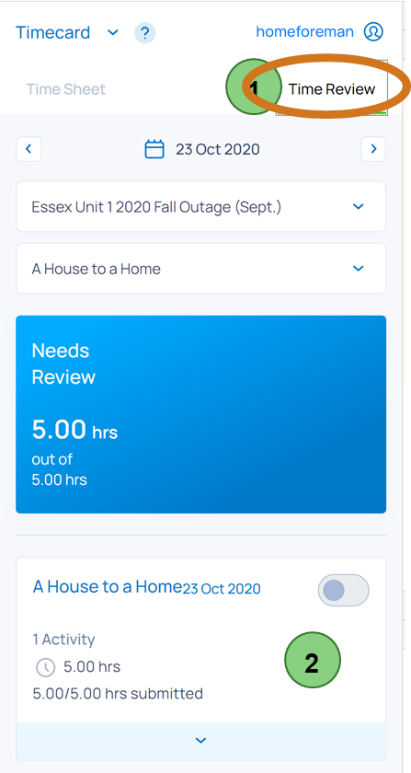 Timecard ?
homeforeman
Time Sheet
1
Time Review
23 Oct 2020
Essex Unit 1 2020 Fall Outage (Sept.)
A House to a Home
Needs
Review
5.00 hrs
out of
5.00 hrs
A House to a Home23 Oct 2020
1 Activity
5.00 hrs
2
5.00/5.00 hrs submitted